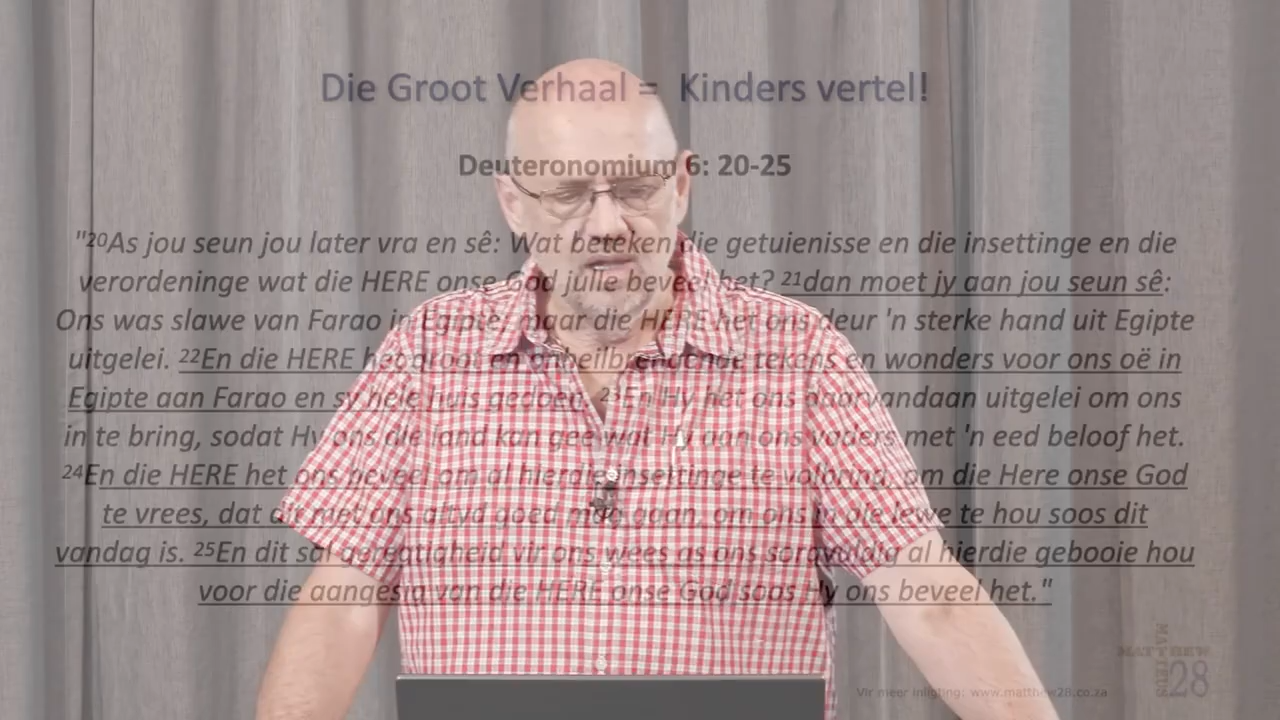 Die Groot Verhaal = Kinders vertel!
Deuteronomium 6: 20-25
"20As jou seun jou later vra en sê: Wat beteken die getuienisse en die insettinge en die
verordeninge wat die HERE onse God julle beveel het? 21dan moet jy aan jou seun sê:
Ons was slawe van Farao in Egipte, maar die HERE het ons deur 'n sterke hand uit Egipte
uitgelei. 22En die HERE het groot en onheilbringende tekens en wonders voor ons oë in
Egipte aan Farao en sy hele huis gedoen. 23En Hy het ons daarvandaan uitgelei om ons
in te bring, sodat Hy ons die land kan gee wat Hy aan ons vaders met 'n eed beloof het.
24En die HERE het ons beveel om al hierdie insettinge te volbring, om die Here onse God
te vrees, dat dit met ons altyd goed mag gaan, om ons in die lewe te hou soos dit
vandag is. 25En dit sal geregtigheid vir ons wees as ons sorgvuldig al hierdie gebooie hou
voor die aangesig van die HERE onse God soos Hy ons beveel het."
MATTHEW
MATTEUS
28
Vir meer inligting: www.matthew28.co.za